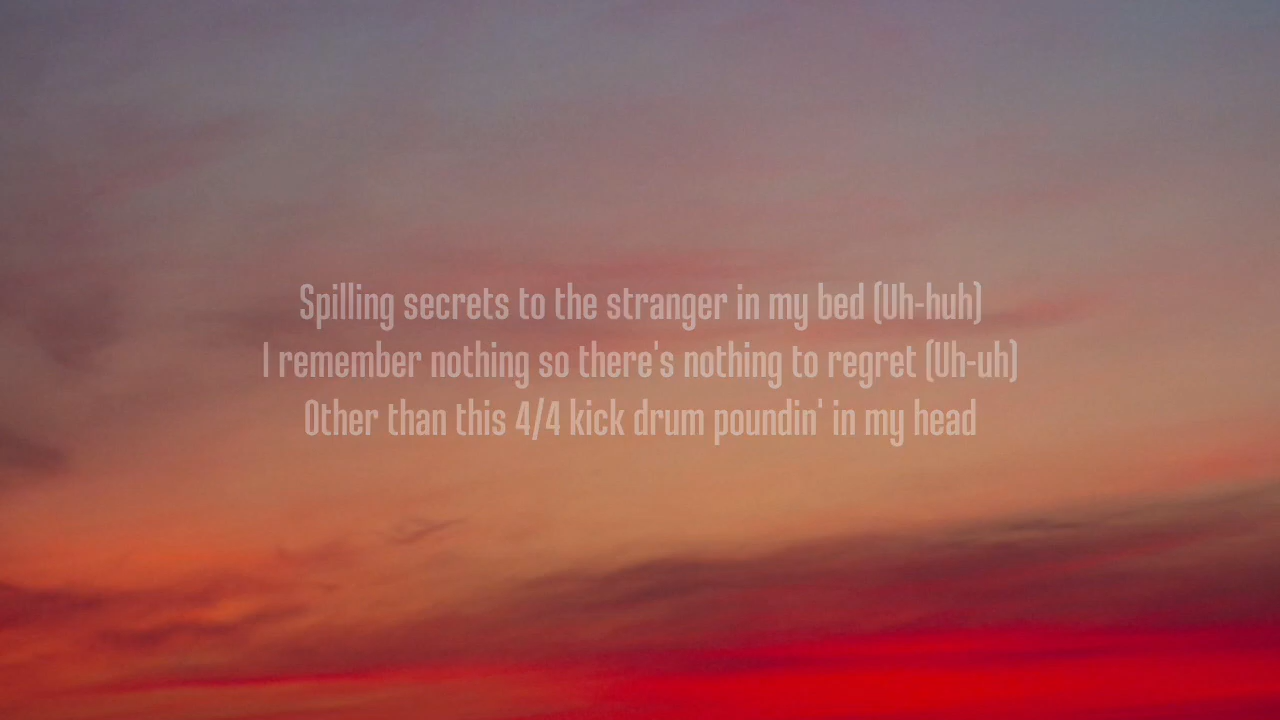 Spilling secrets to the stranger in my bed (Uh-huh)
I remember nothing so there's nothing to regret (Uh-uh)
Other than this 4/4 kick drum poundin' in my head